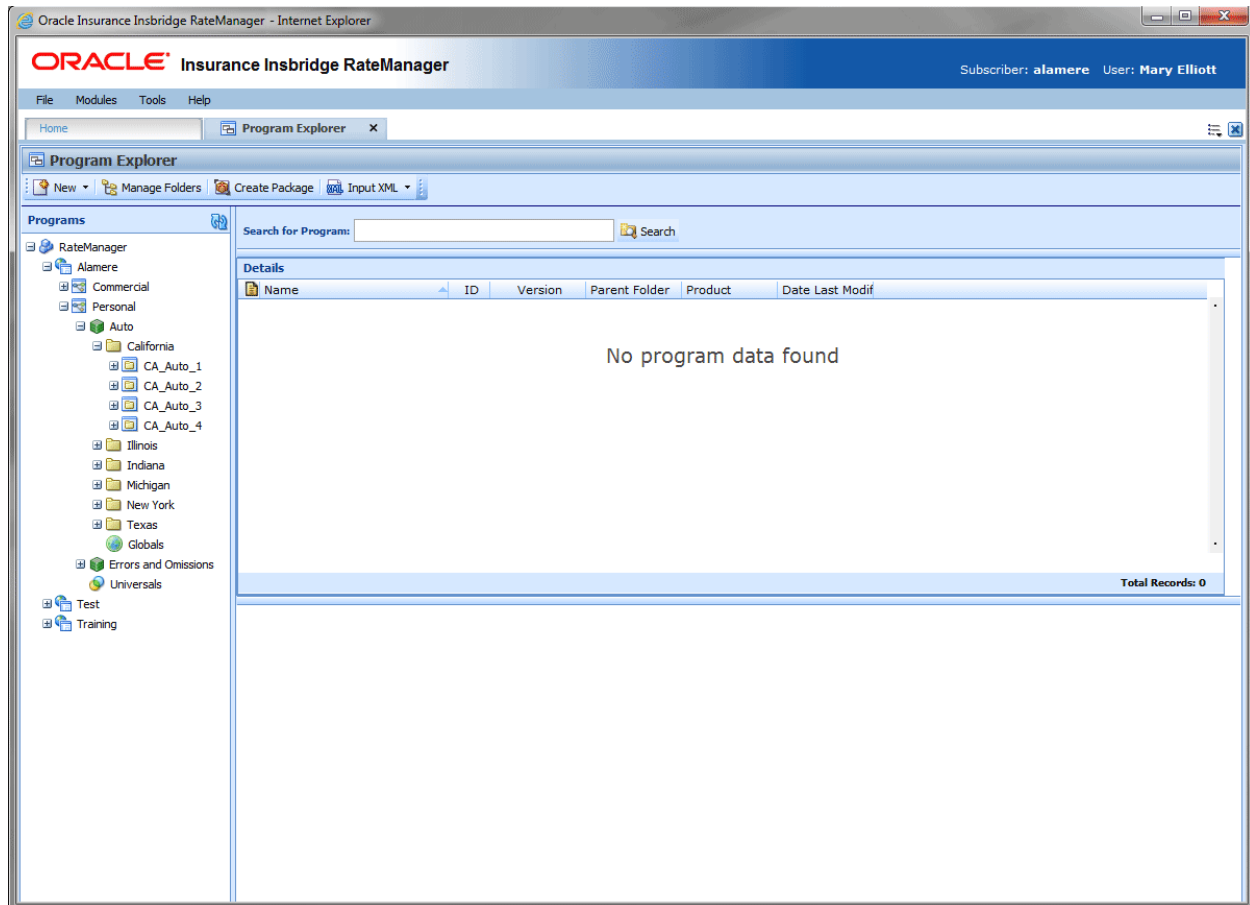 Oracle Insurance Insbridge RateManager - Internet Explorer
ORACLE Insurance Insbridge RateManager
Subscriber: alamere User: Mary Elliott
File Modules Tools Help
Home Program Explorer
Program Explorer
New Manage Folders Create Package Input XML
Programs
RateManager
Alamere
Commercial
Personal
Auto
California
CA_Auto_1
CA_Auto_2
CA_Auto_3
CA_Auto_4
Illinois
Indiana
Michigan
New York
Texas
Globals
Errors and Omissions
Universals
Test
Training
Search for Program: Search
Details
Name ID Version Parent Folder Product Date Last Modif
No program data found
Total Records: 0